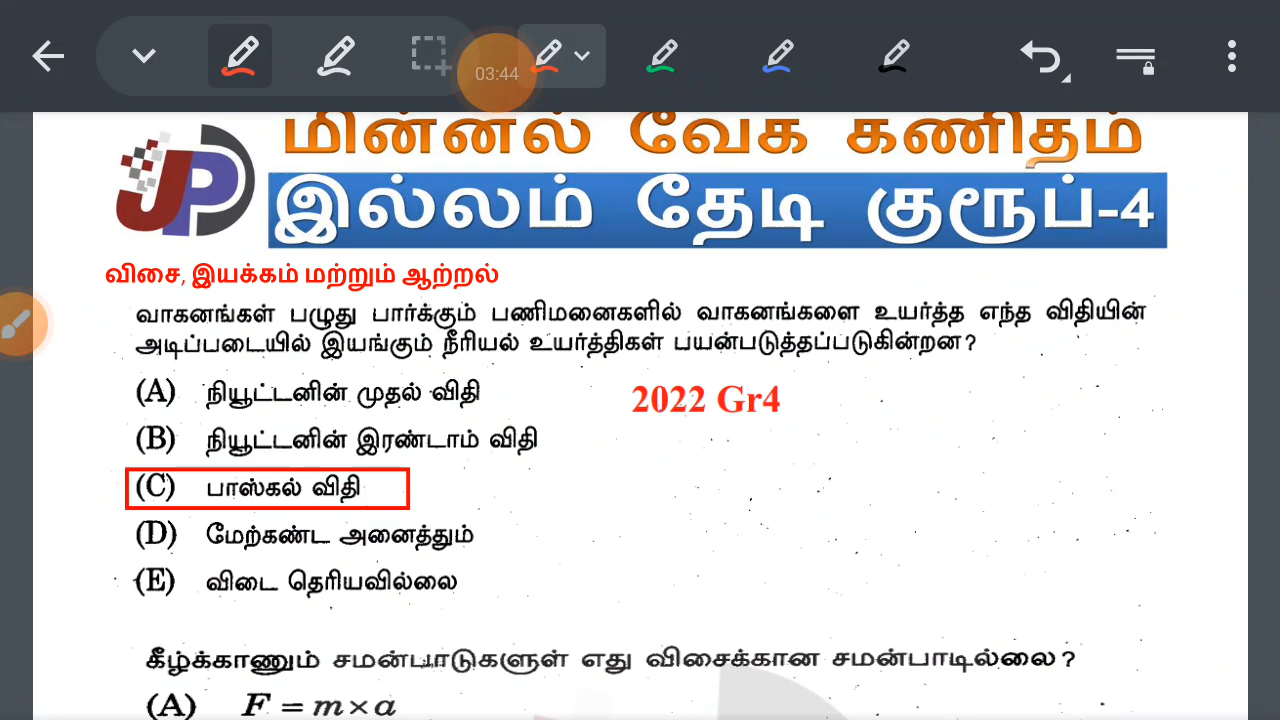 03:44
மின்னல் வேக கணிதம்
JPD
இல்லம் தேடி குரூப்-4
விசை, இயக்கம் மற்றும் ஆற்றல்
வாகனங்கள் பழுது பார்க்கும் பணிமனைகளில் வாகனங்களை உயர்த்த எந்த விதியின்
அடிப்படையில் இயங்கும் நீரியல் உயர்த்திகள் பயன்படுத்தப்படுகின்றன?
(A) நியூட்டனின் முதல் விதி
2022 Gr4
(B) நியூட்டனின் இரண்டாம் விதி
(C) பாஸ்கல் விதி
(D) மேற்கண்ட அனைத்தும்
(E) விடை தெரியவில்லை
கீழ்க்காணும் சமன்பாடுகளுள் எது விசைக்கான சமன்பாடில்லை?
(A) F = m × a